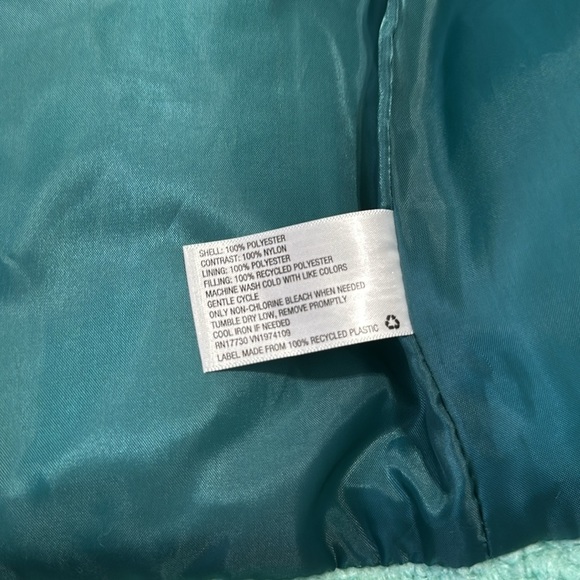 SHELL: 100% POLYESTER
CONTRAST: 100% NYLON
LINING: 100% POLYESTER
FILLING: 100% RECYCLED POLYESTER
MACHINE WASH COLD WITH LIKE COLORS
GENTLE CYCLE
ONLY NON-CHLORINE BLEACH WHEN NEEDED
TUMBLE DRY LOW, REMOVE PROMPTLY
COOL IRON IF NEEDED
RN17730 VN1974109
LABEL MADE FROM 100% RECYCLED PLASTIC